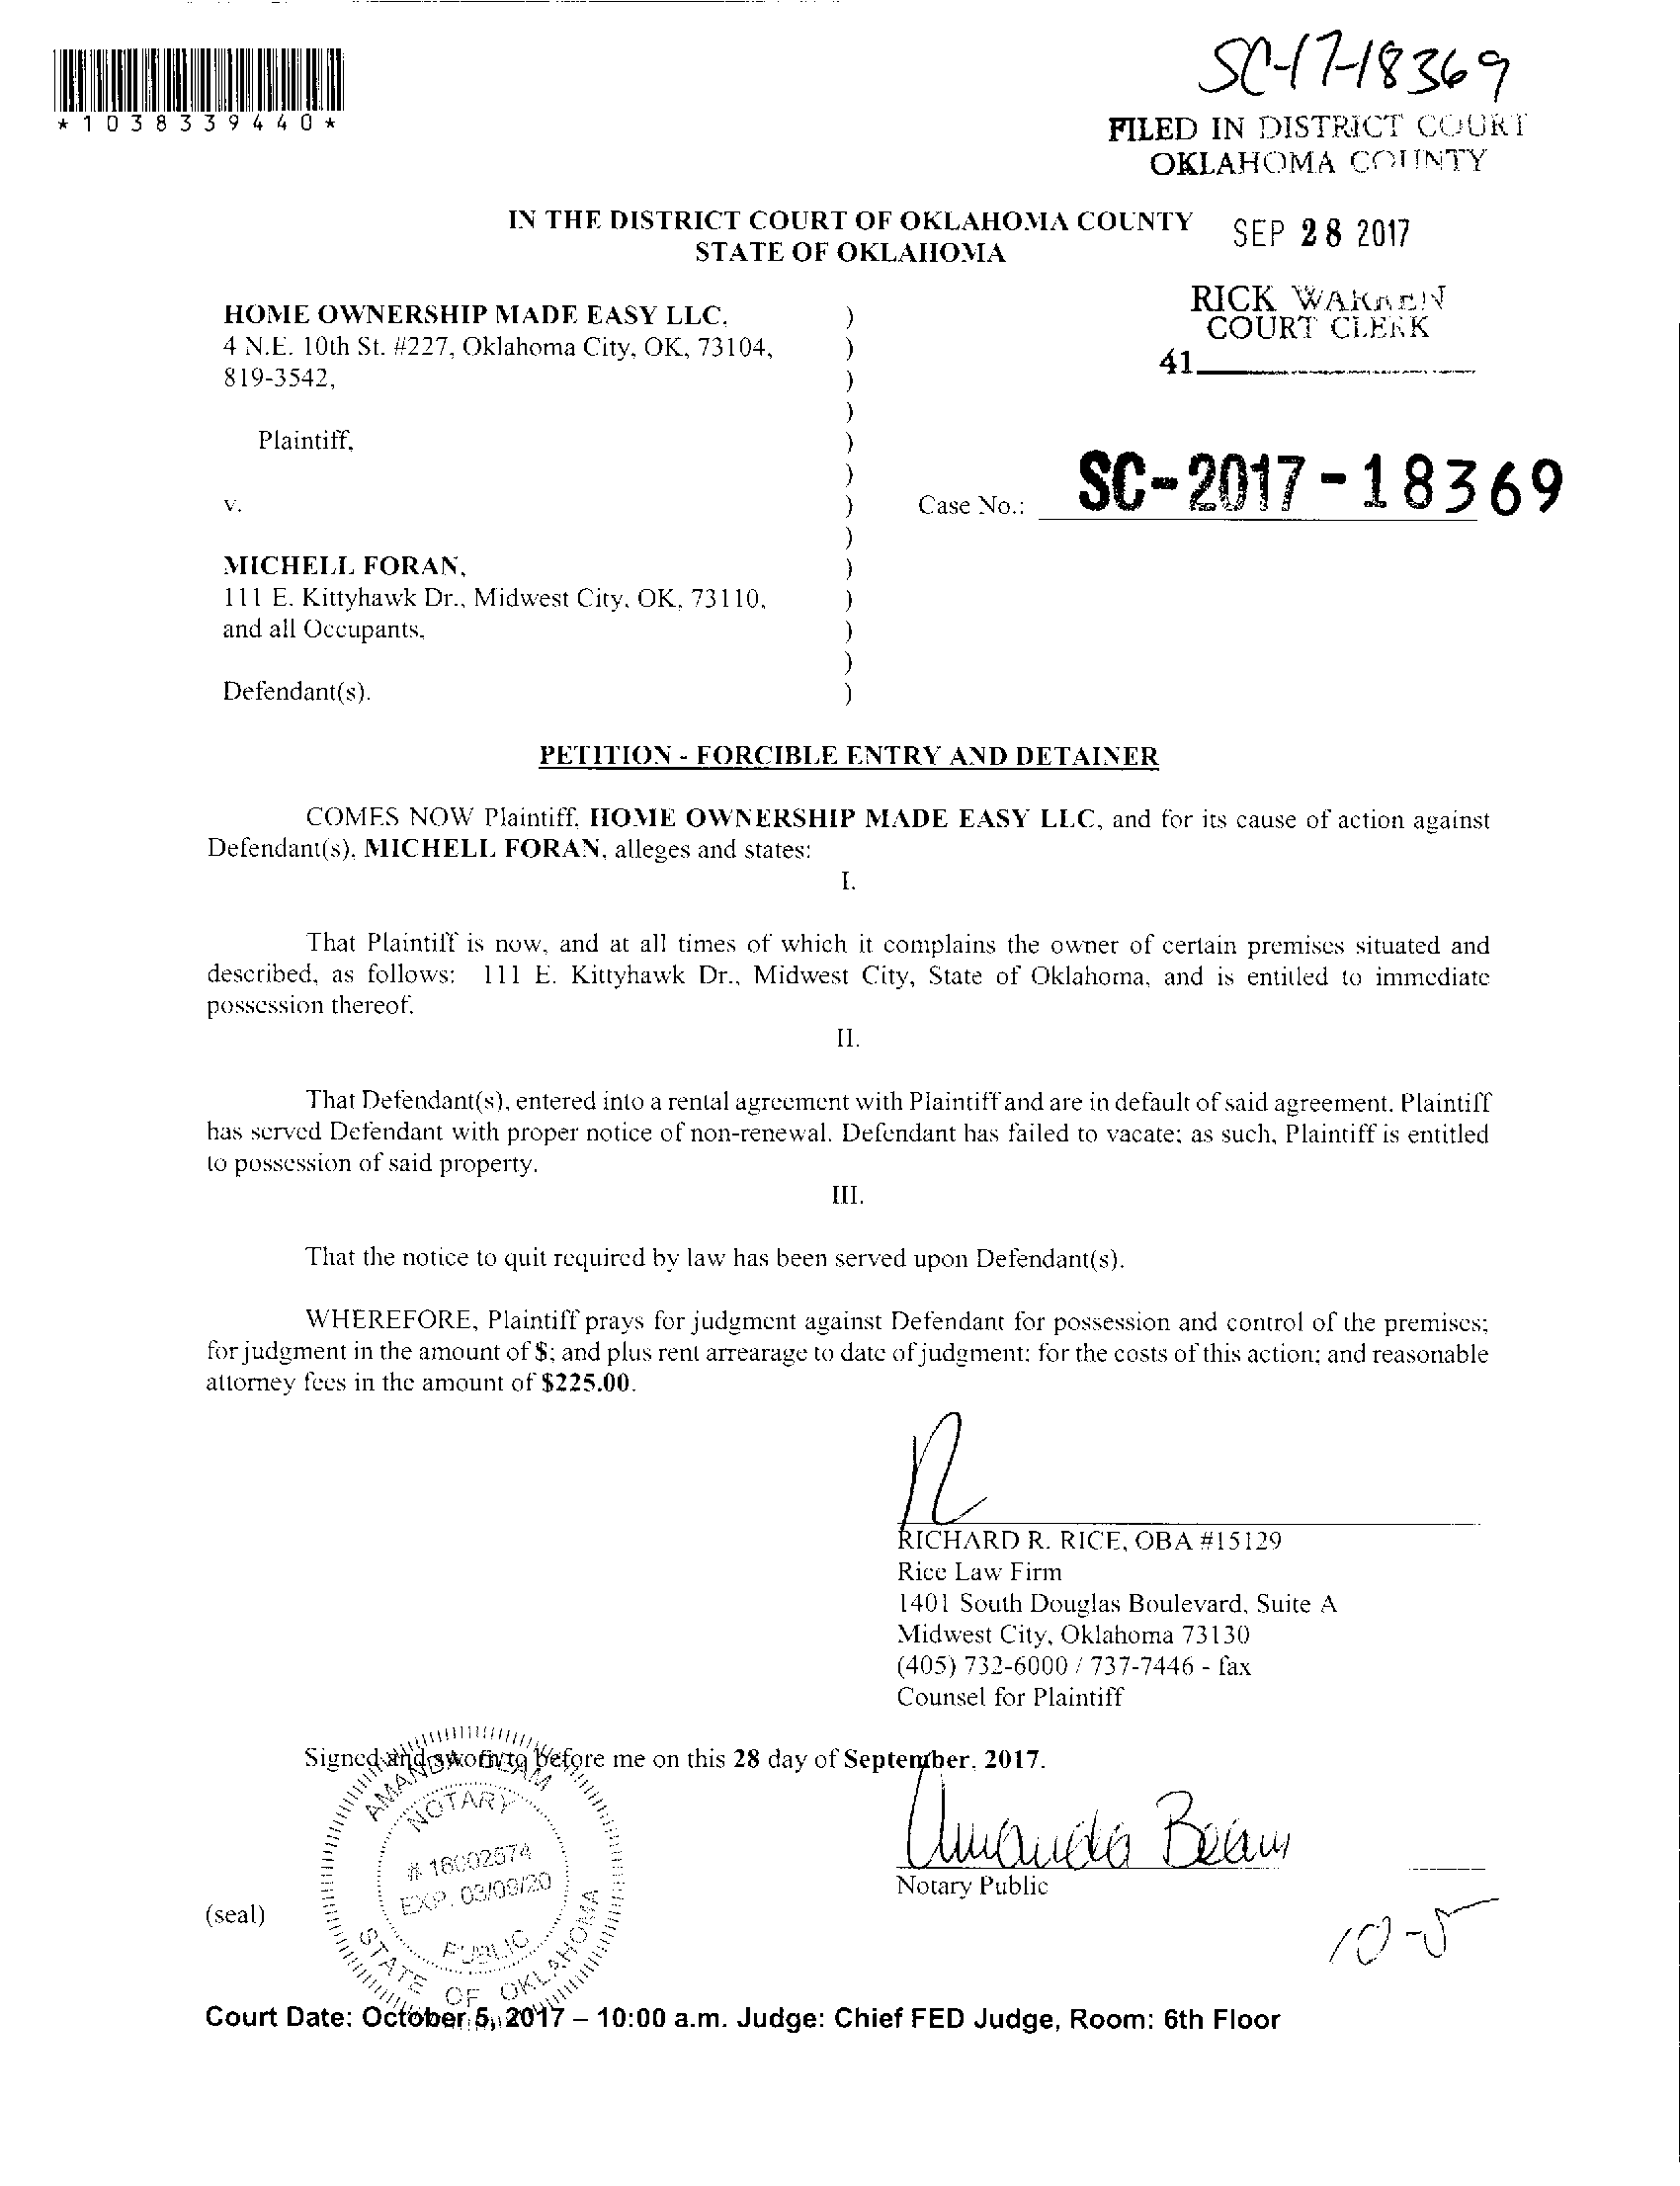 SC-17-18369
*1038339440*
FILED IN DISTRICT COURT
OKLAHOMA COUNTY
IN THE DISTRICT COURT OF OKLAHOMA COUNTY
STATE OF OKLAHOMA
SEP 28 2017
RICK WARREN
COURT CLERK
41
HOME OWNERSHIP MADE EASY LLC, )
4 N.E. 10th St. #227, Oklahoma City, OK, 73104, )
819-3542, )
)
Plaintiff, )
)
v. )
Case No.: SC-2017-18369
)
MICHELL FORAN, )
111 E. Kittyhawk Dr., Midwest City, OK, 73110, )
and all Occupants, )
)
Defendant(s). )
PETITION - FORCIBLE ENTRY AND DETAINER
COMES NOW Plaintiff, HOME OWNERSHIP MADE EASY LLC, and for its cause of action against
Defendant(s), MICHELL FORAN, alleges and states:
I.
That Plaintiff is now, and at all times of which it complains the owner of certain premises situated and
described, as follows: 111 E. Kittyhawk Dr., Midwest City, State of Oklahoma, and is entitled to immediate
possession thereof.
II.
That Defendant(s), entered into a rental agreement with Plaintiff and are in default of said agreement. Plaintiff
has served Defendant with proper notice of non-renewal. Defendant has failed to vacate; as such, Plaintiff is entitled
to possession of said property.
III.
That the notice to quit required by law has been served upon Defendant(s).
WHEREFORE, Plaintiff prays for judgment against Defendant for possession and control of the premises;
for judgment in the amount of $; and plus rent arrearage to date of judgment; for the costs of this action; and reasonable
attorney fees in the amount of $225.00.
RICHARD R. RICE, OBA #15129
Rice Law Firm
1401 South Douglas Boulevard, Suite A
Midwest City, Oklahoma 73130
(405) 732-6000 / 737-7446 - fax
Counsel for Plaintiff
Signed and sworn to before me on this 28 day of September, 2017.
AMANDA BEAM
NOTARY
# 16002574
EXP. 03/09/20
PUBLIC
STATE OF OKLAHOMA
Amanda Beam
Notary Public
(seal)
10-5
Court Date: October 5, 2017 – 10:00 a.m. Judge: Chief FED Judge, Room: 6th Floor